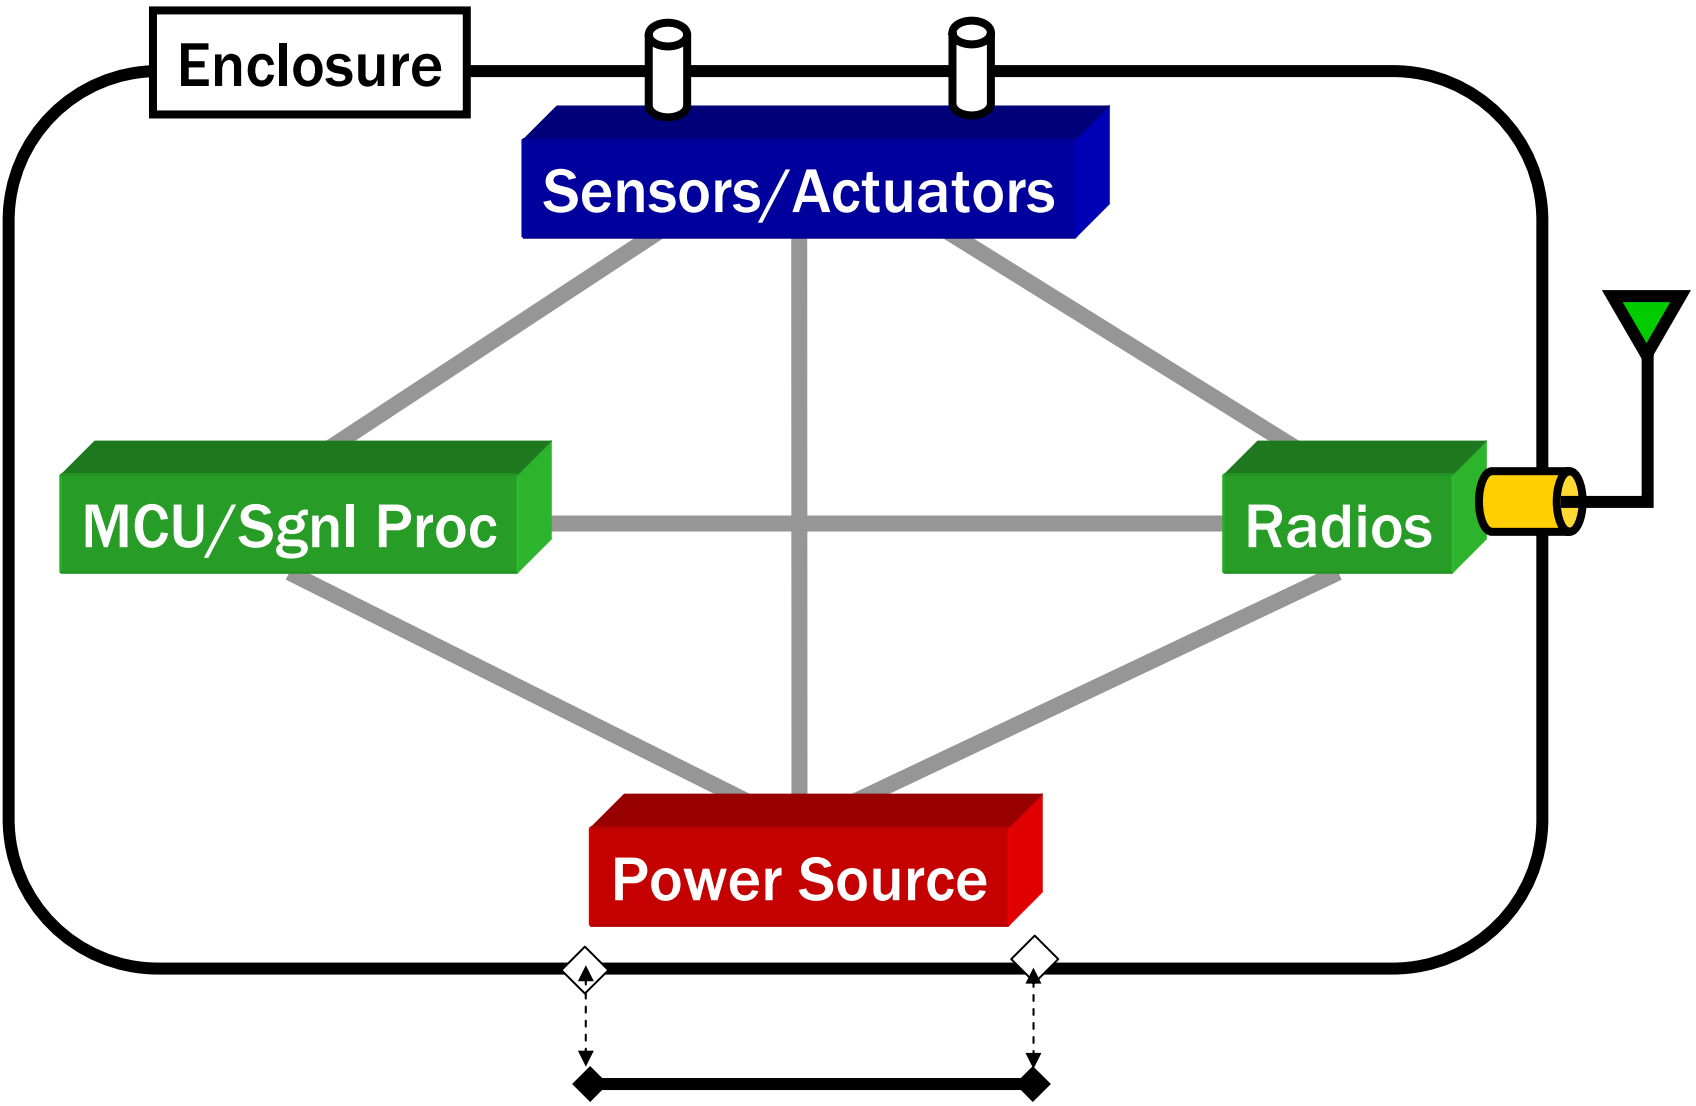 Enclosure
Sensors/Actuators
MCU/Sgnl Proc
Radios
Power Source